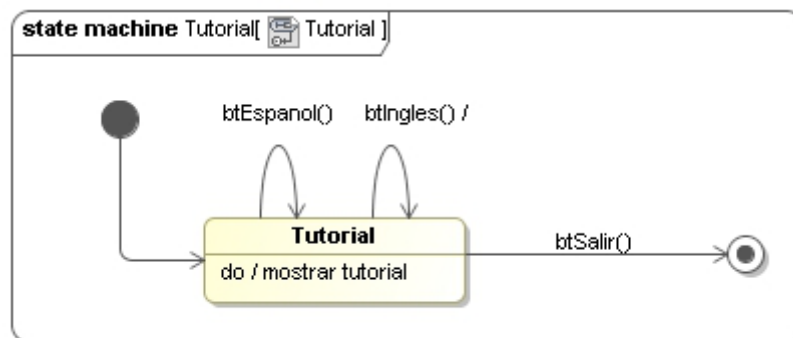 state machine Tutorial[ Tutorial ]
btEspanol()
btIngles() /
Tutorial
do / mostrar tutorial
btSalir()